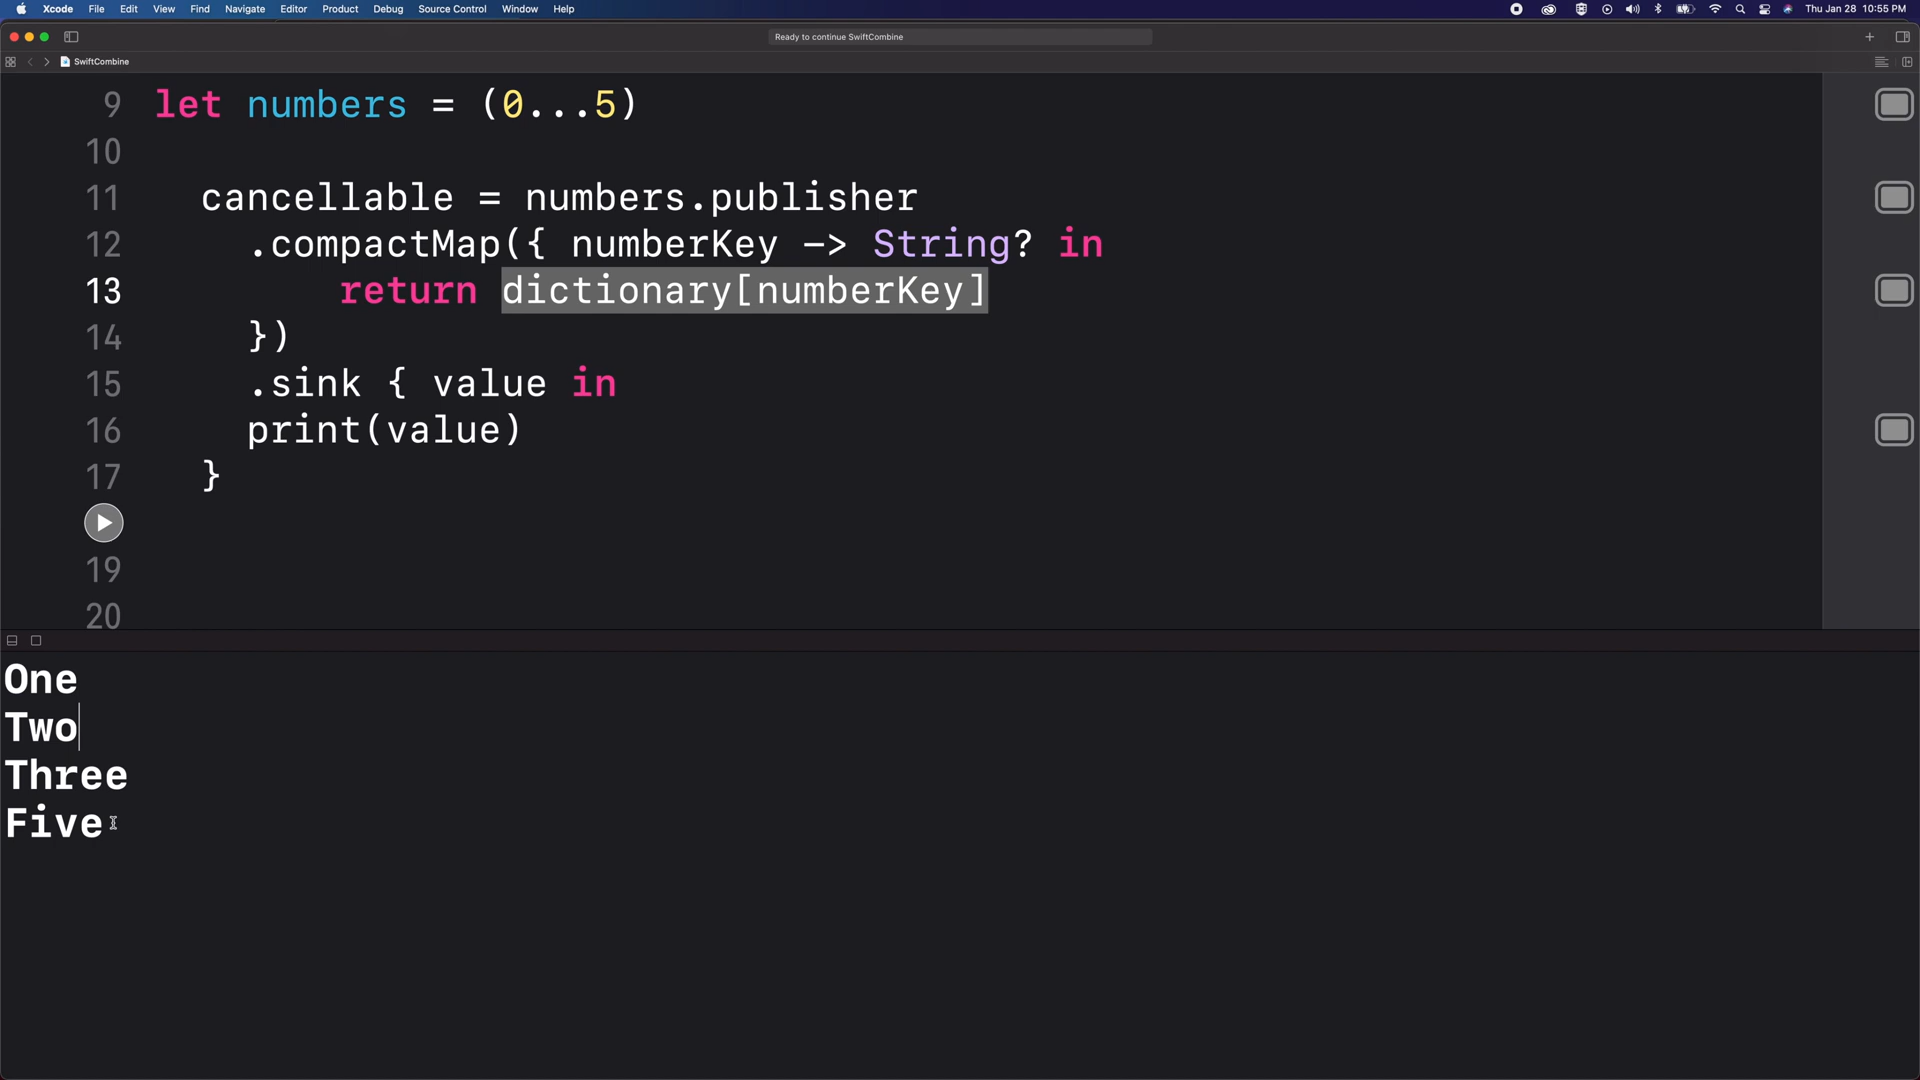 Xcode File Edit View Find Navigate Editor Product Debug Source Control Window Help Thu Jan 28 10:55 PM
Ready to continue SwiftCombine
SwiftCombine
9 let numbers = (0...5)
10
11 cancellable = numbers.publisher
12 .compactMap({ numberKey -> String? in
13 return dictionary[numberKey]
14 })
15 .sink { value in
16 print(value)
17 }
19
20
One
Two
Three
Five